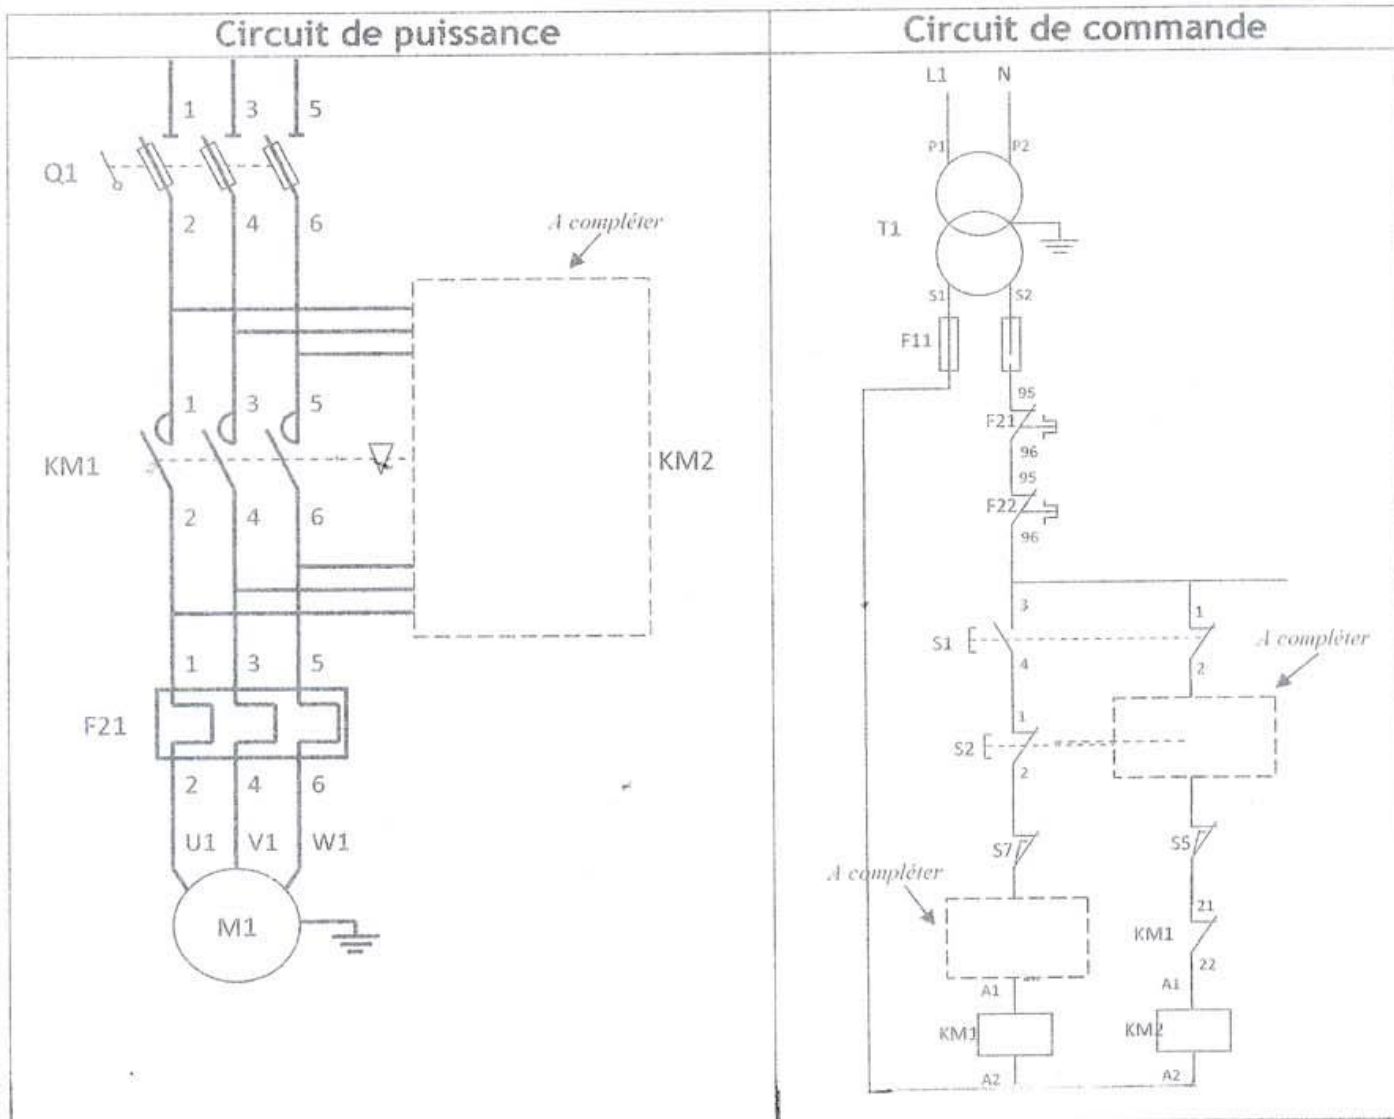 Circuit de puissance
1 3 5
Q1
2 4 6
A compléter
1 3 5
KM1
KM2
2 4 6
1 3 5
F21
2 4 6
U1 V1 W1
M1
Circuit de commande
L1 N
P1 P2
T1
S1 S2
F11
95
F21
96
95
F22
96
3 1
S1
4 2
A compléter
1
S2
2
S7 S5
A compléter
21
KM1
22
A1 A1
KM1 KM2
A2 A2